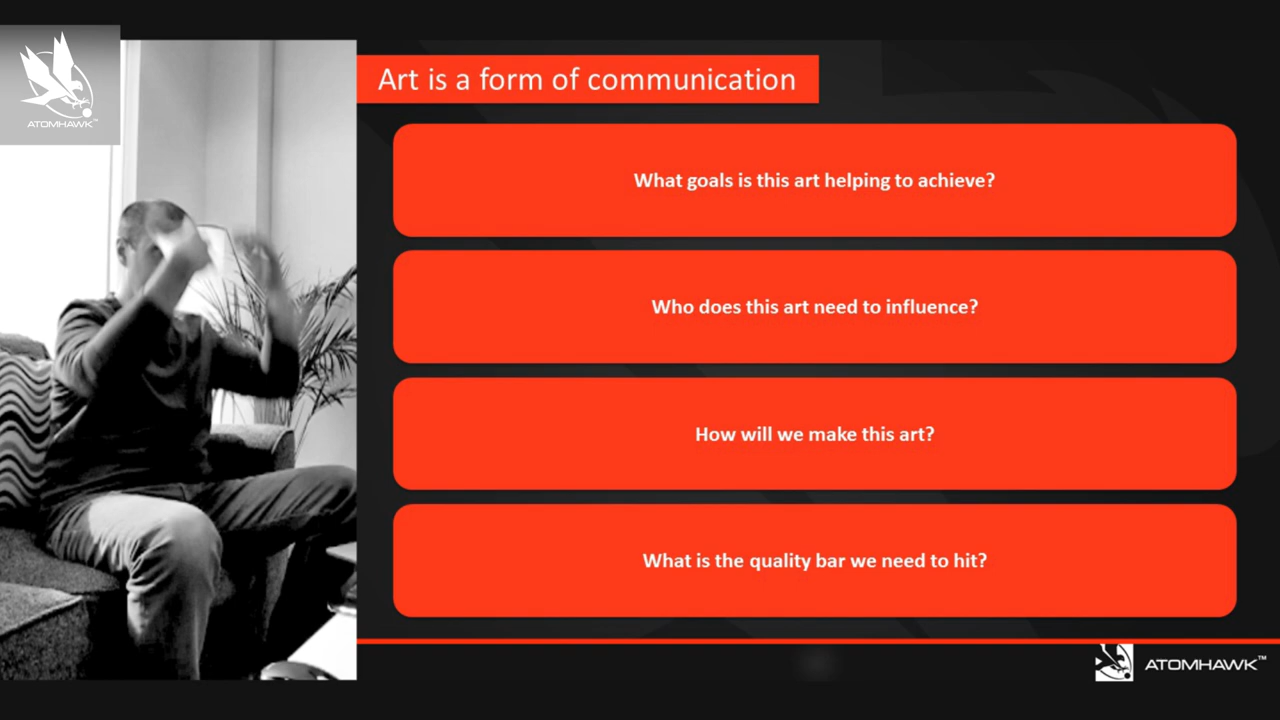 ATOMHAWK™
Art is a form of communication
What goals is this art helping to achieve?
Who does this art need to influence?
How will we make this art?
What is the quality bar we need to hit?
ATOMHAWK™